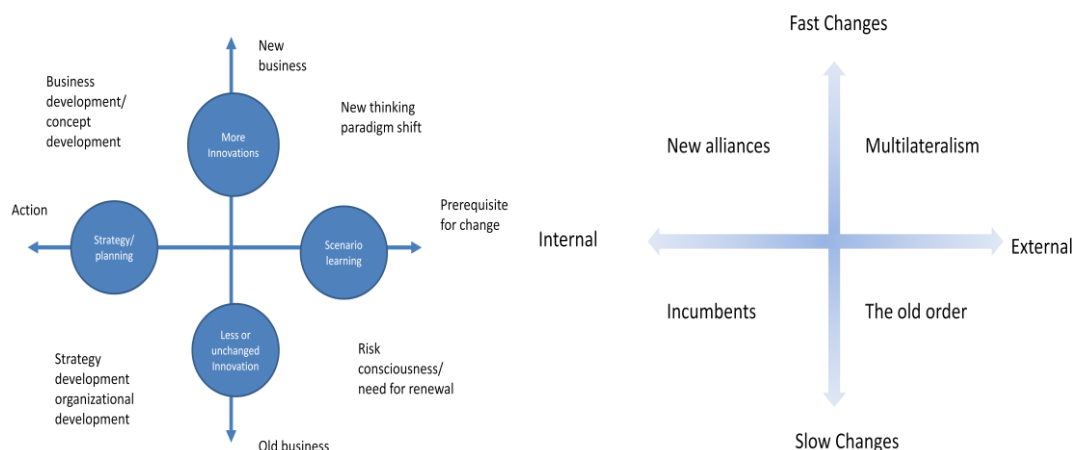 New
business
Business
development/
concept
development
New thinking
paradigm shift
More
Innovations
Action
Prerequisite
for change
Strategy/
planning
Scenario
learning
Less or
unchanged
Innovation
Strategy
development
organizational
development
Risk
consciousness/
need for renewal
Old business
Fast Changes
New alliances
Multilateralism
Internal
External
Incumbents
The old order
Slow Changes